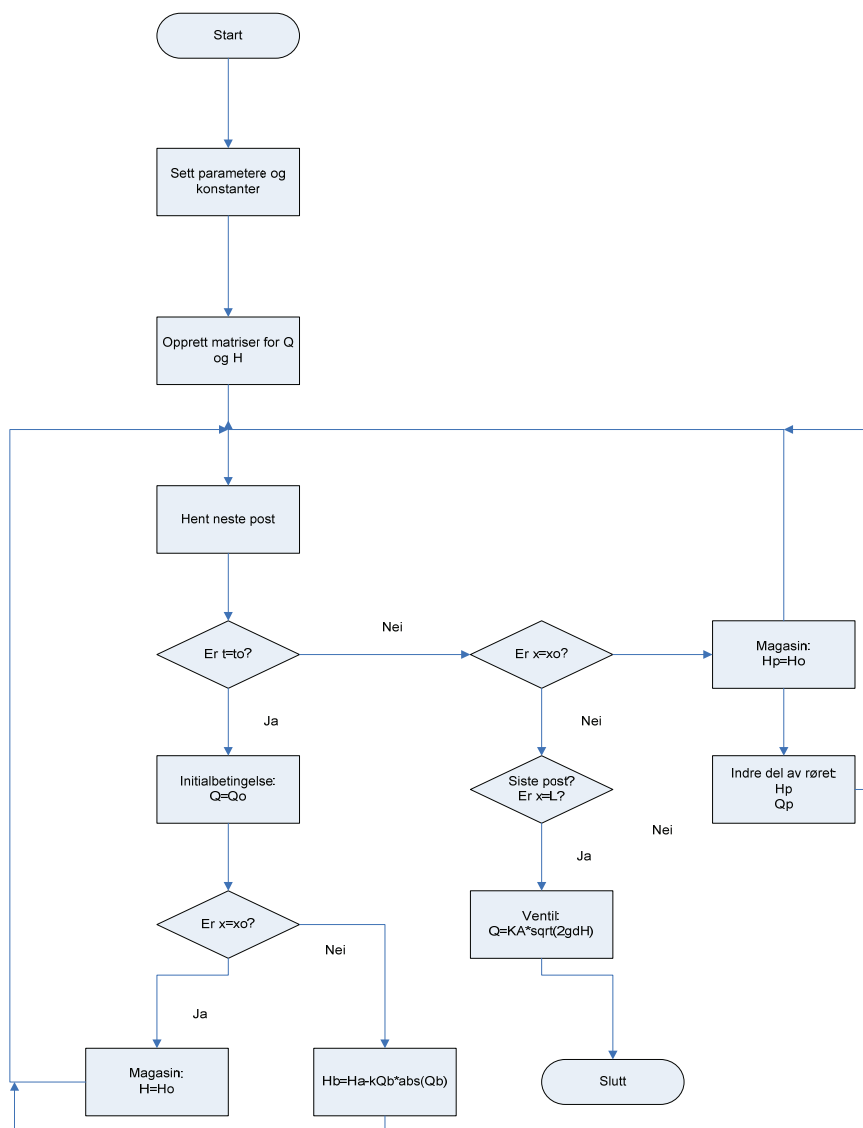 Start
Sett parametere og
konstanter
Opprett matriser for Q
og H
Hent neste post
Er t=to?
Nei
Er x=xo?
Magasin:
Hp=Ho
Ja
Nei
Initialbetingelse:
Q=Qo
Siste post?
Er x=L?
Indre del av røret:
Hp
Qp
Nei
Ja
Er x=xo?
Nei
Ventil:
Q=KA*sqrt(2gdH)
Ja
Magasin:
H=Ho
Hb=Ha-kQb*abs(Qb)
Slutt